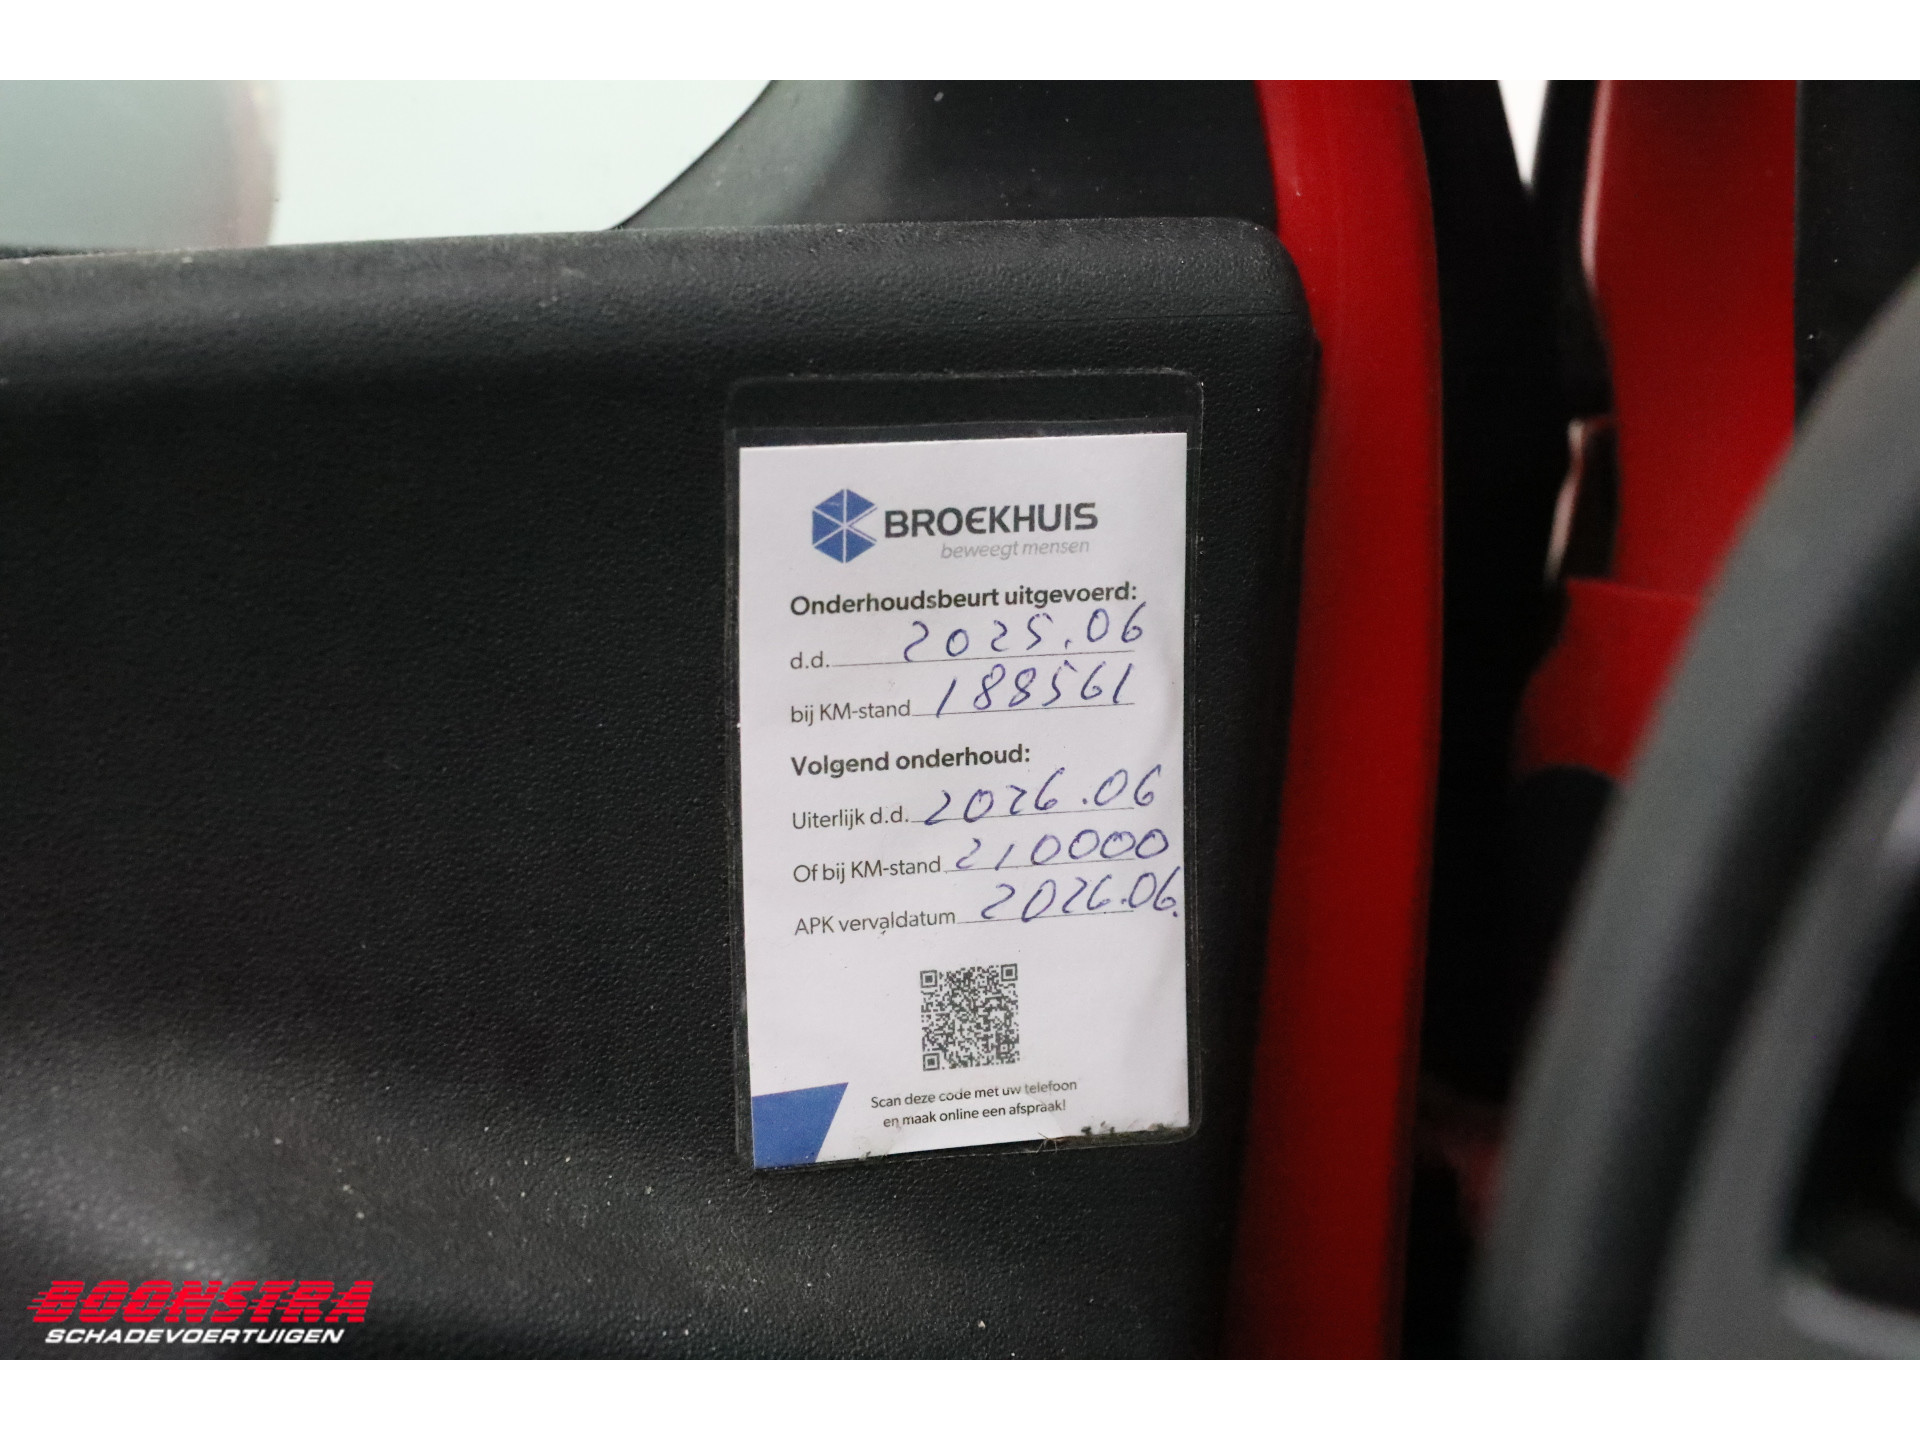 BROEKHUIS
beweegt mensen
Onderhoudsbeurt uitgevoerd:
d.d. 2025.06
bij KM-stand 188561
Volgend onderhoud:
Uiterlijk d.d. 2026.06
Of bij KM-stand 210000
APK vervaldatum 2026.06.
Scan deze code met uw telefoon
en maak online een afspraak!
BOONSTRA
SCHADEVOERTUIGEN